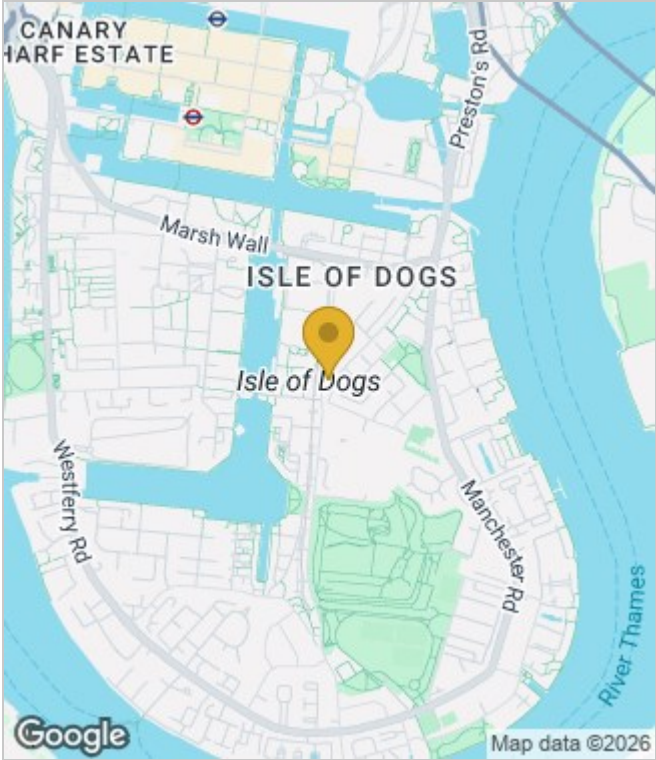 CANARY
HARF ESTATE
Preston's Rd
Marsh Wall
ISLE OF DOGS
Isle of Dogs
Westferry Rd
Manchester Rd
River Thames
Google
Map data ©2026